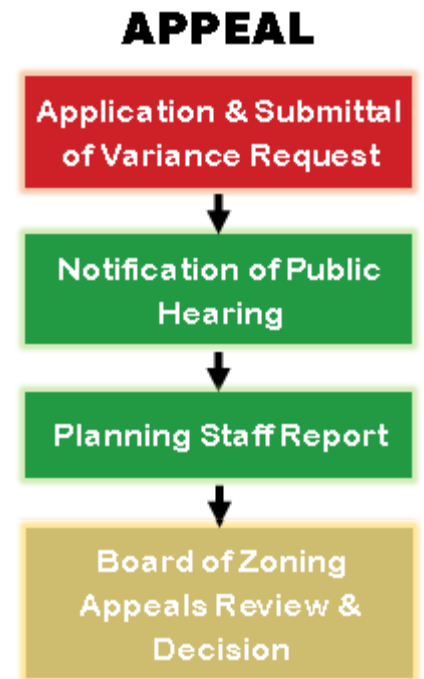 APPEAL
Application & Submittal
of Variance Request
Notification of Public
Hearing
Planning Staff Report
Board of Zoning
Appeals Review &
Decision